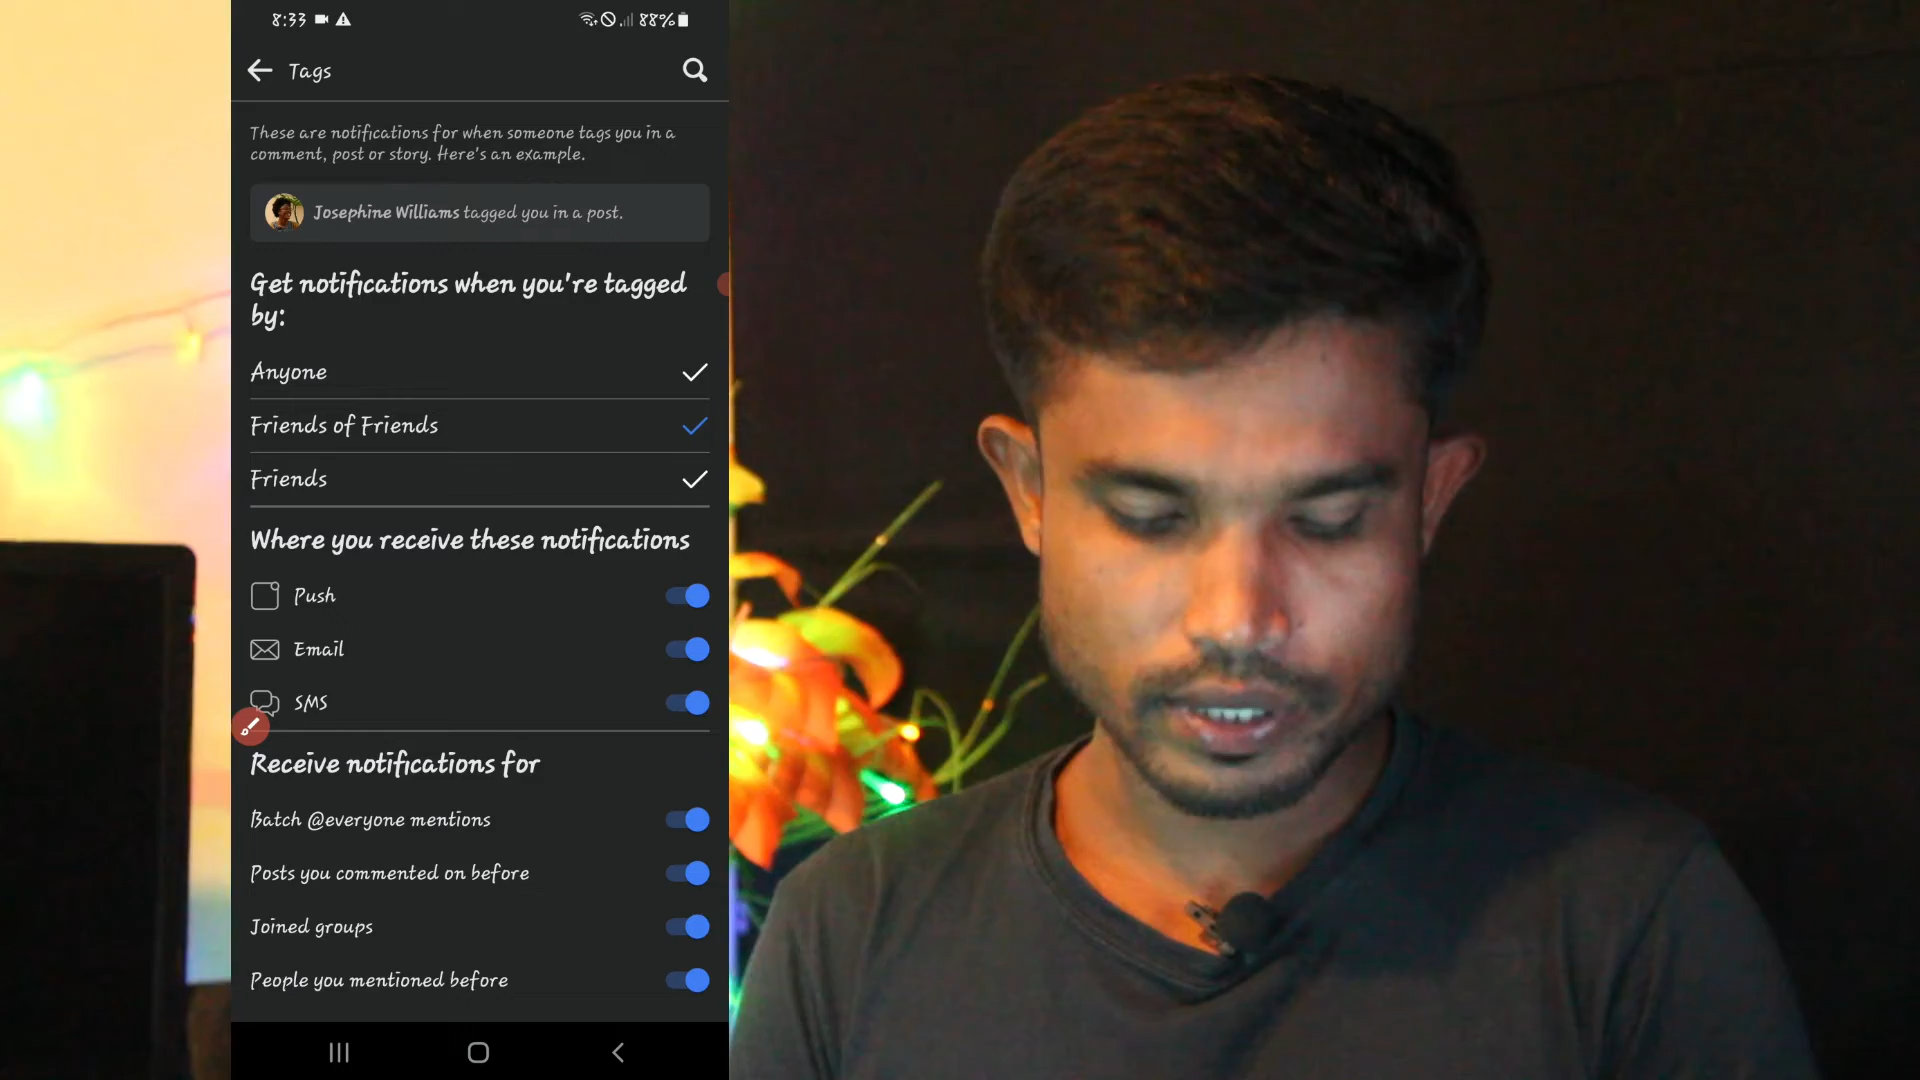 8:33
88%
Tags
These are notifications for when someone tags you in a
comment, post or story. Here's an example.
Josephine Williams tagged you in a post.
Get notifications when you're tagged
by:
Anyone
Friends of Friends
Friends
Where you receive these notifications
Push
Email
SMS
Receive notifications for
Batch @everyone mentions
Posts you commented on before
Joined groups
People you mentioned before